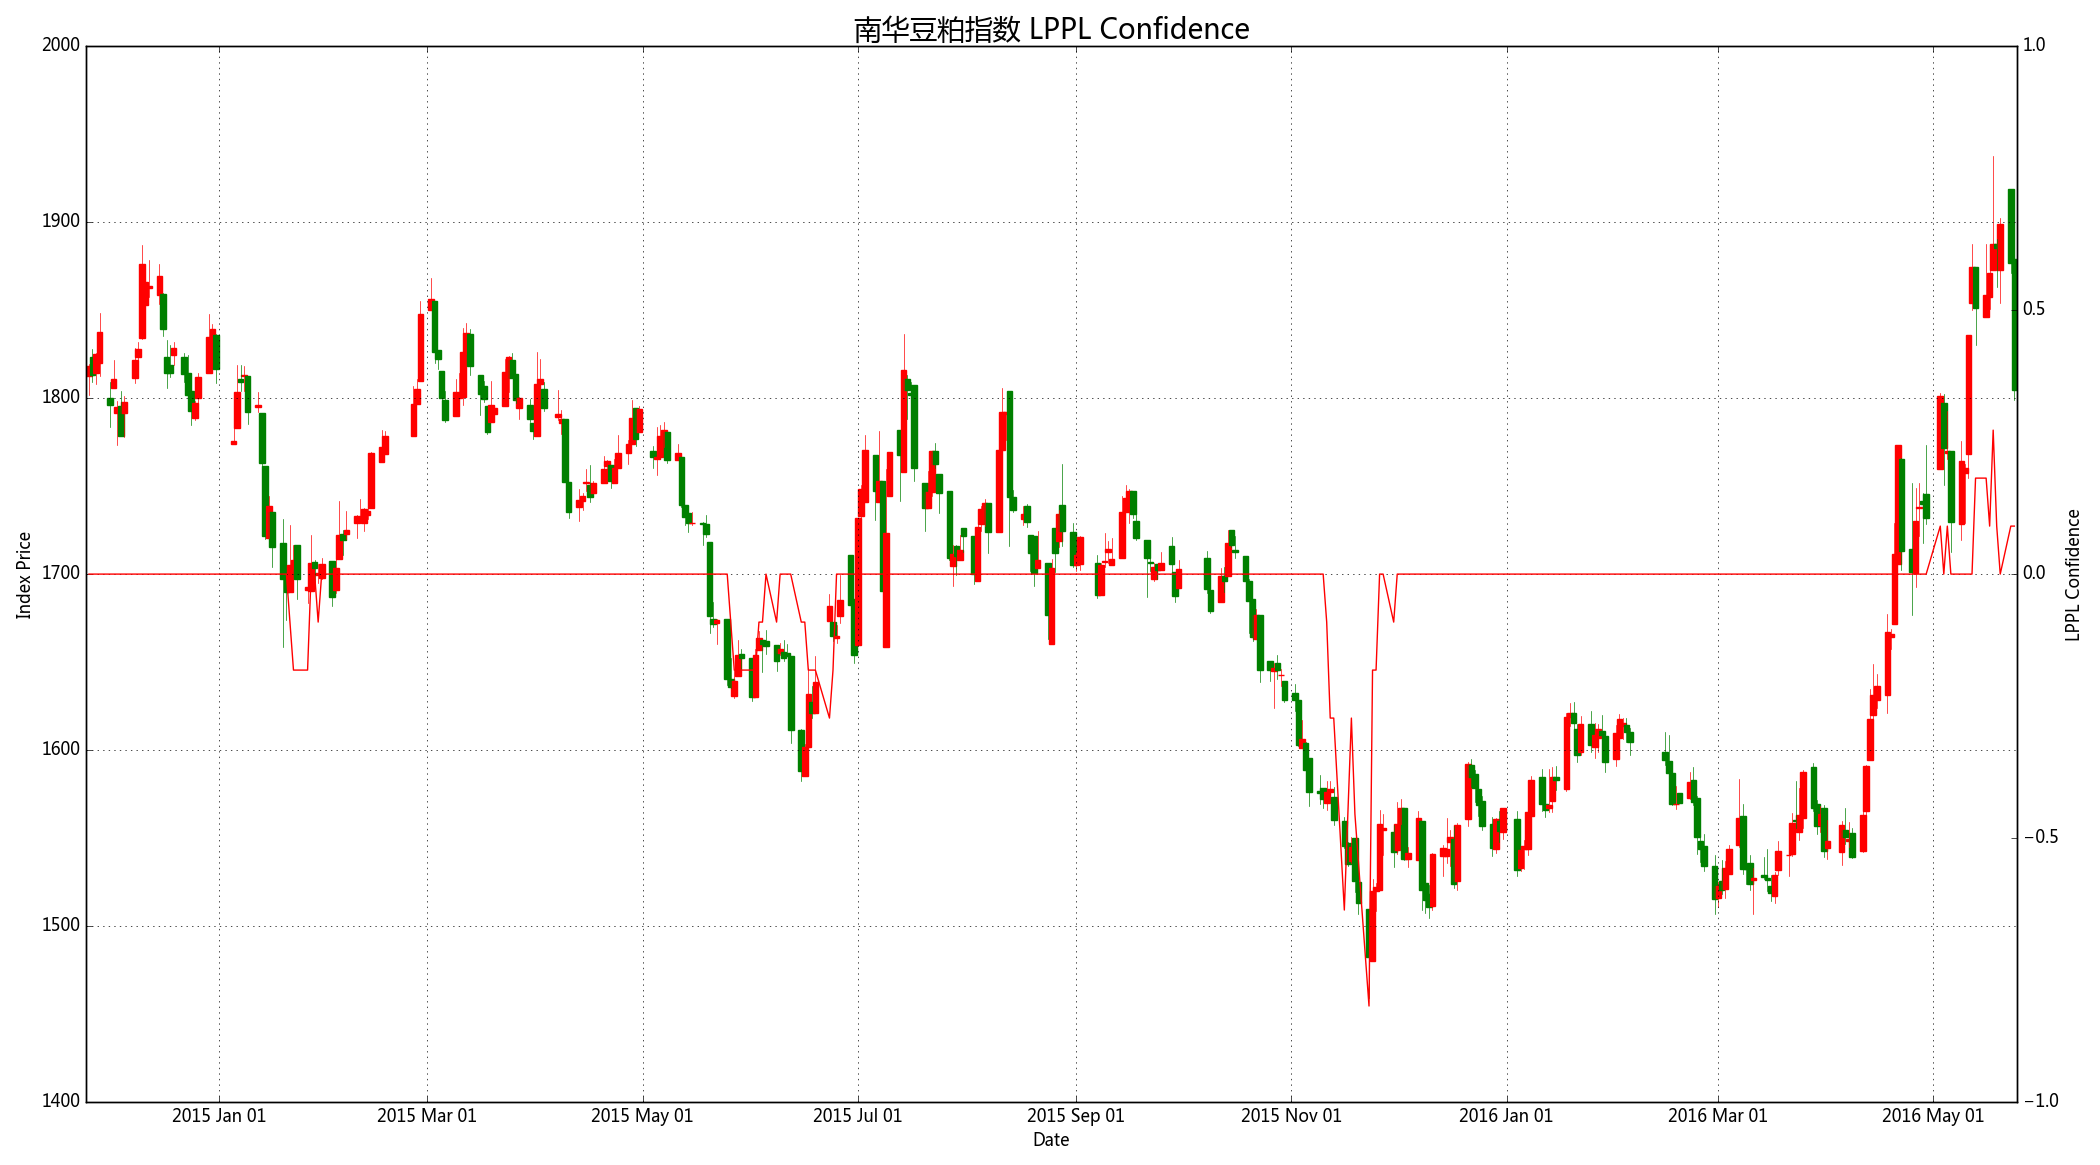 南华豆粕指数 LPPL Confidence
2000
1900
1800
1700
1600
1500
1400
Index Price
1.0
0.5
0.0
−0.5
−1.0
LPPL Confidence
2015 Jan 01
2015 Mar 01
2015 May 01
2015 Jul 01
2015 Sep 01
2015 Nov 01
2016 Jan 01
2016 Mar 01
2016 May 01
Date